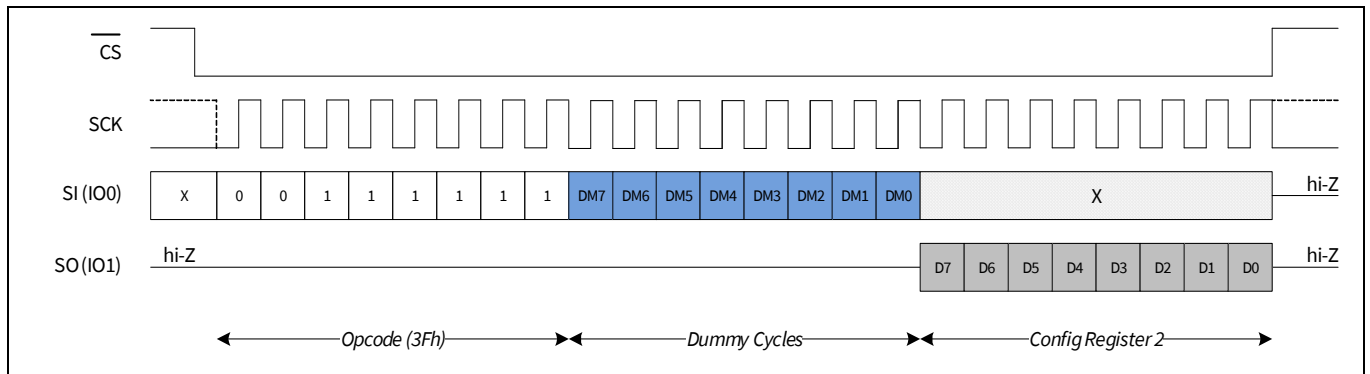 CS
SCK
SI (IO0) X 0 0 1 1 1 1 1 1 DM7 DM6 DM5 DM4 DM3 DM2 DM1 DM0 X hi-Z
SO (IO1) hi-Z D7 D6 D5 D4 D3 D2 D1 D0 hi-Z
Opcode (3Fh) Dummy Cycles Config Register 2